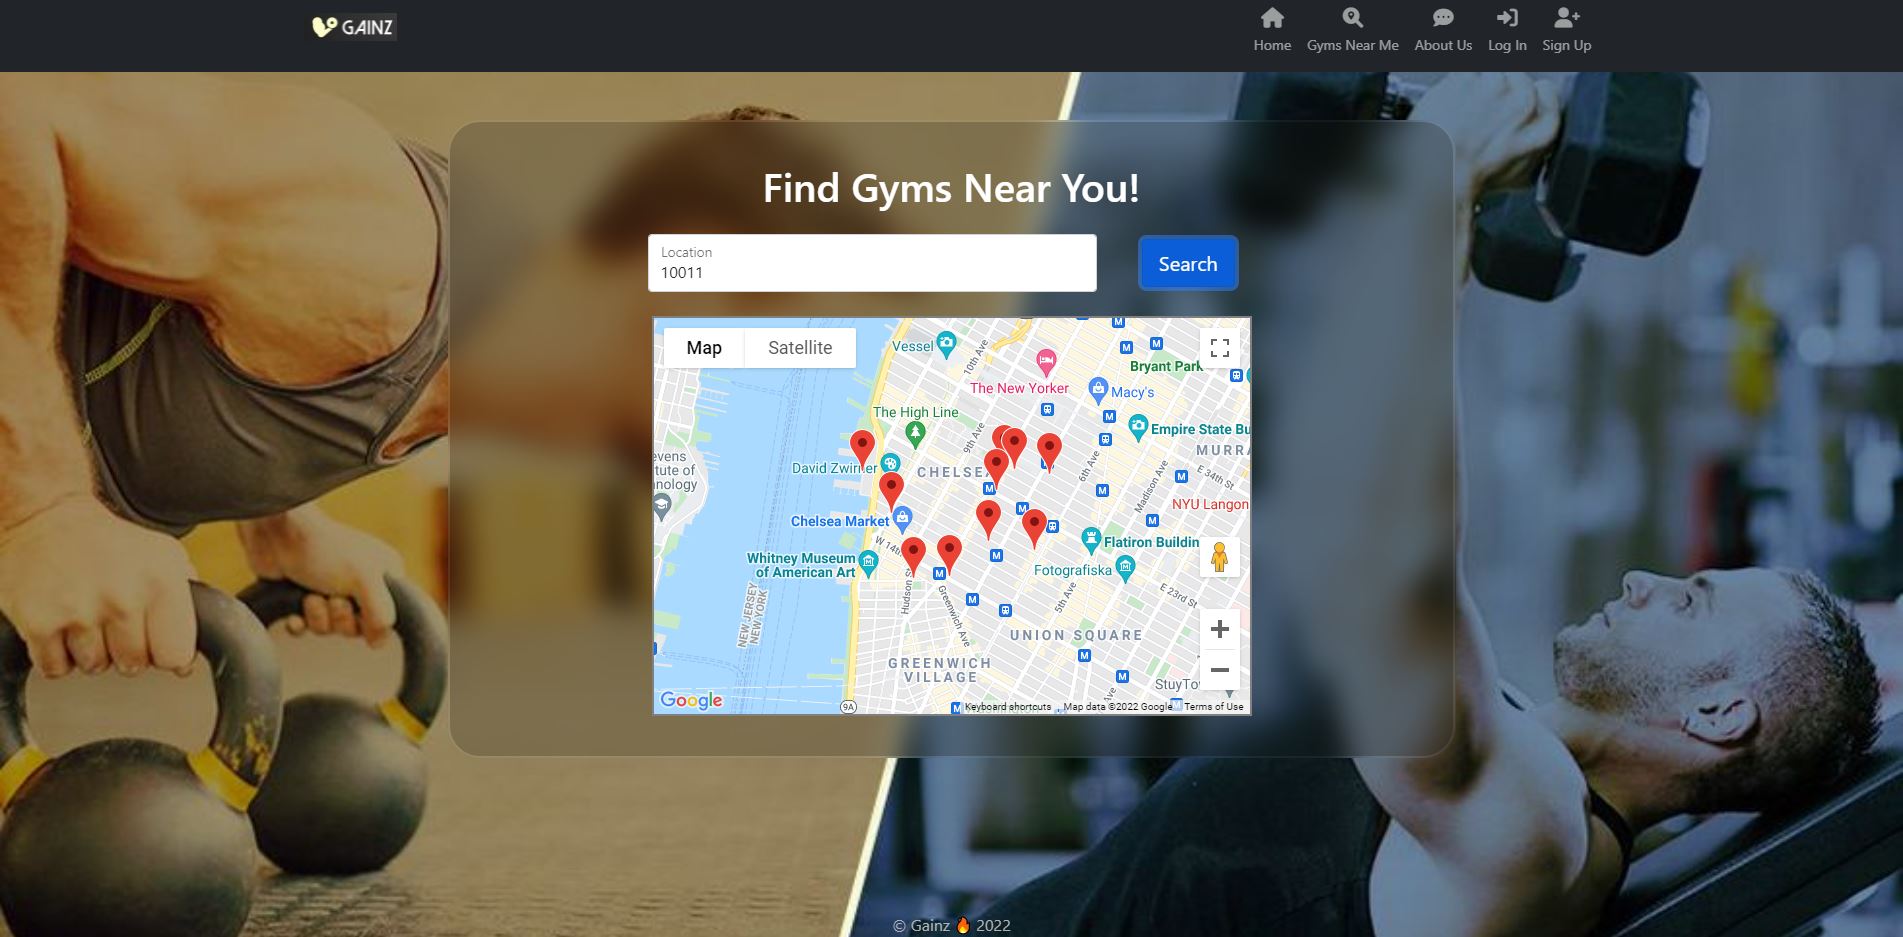 GAINZ
Home
Gyms Near Me
About Us
Log In
Sign Up
Find Gyms Near You!
Location
10011
Search
Map
Satellite
Vessel
10th Ave
The New Yorker
Bryant Park
Macy's
The High Line
9th Ave
Empire State Bu
MURRA
6th Ave
E 34th St
David Zwirner
CHELSEA
evens
tute of
nology
Madison Ave
NYU Langon
Chelsea Market
W 14th
Flatiron Buildin
Whitney Museum
of American Art
Fotografiska
Hudson St
Greenwich Ave
5th Ave
E 23rd St
NEW JERSEY
NEW YORK
UNION SQUARE
GREENWICH
VILLAGE
StuyTow
Google
9A
Keyboard shortcuts
Map data ©2022 Google
Terms of Use
© Gainz 🔥 2022